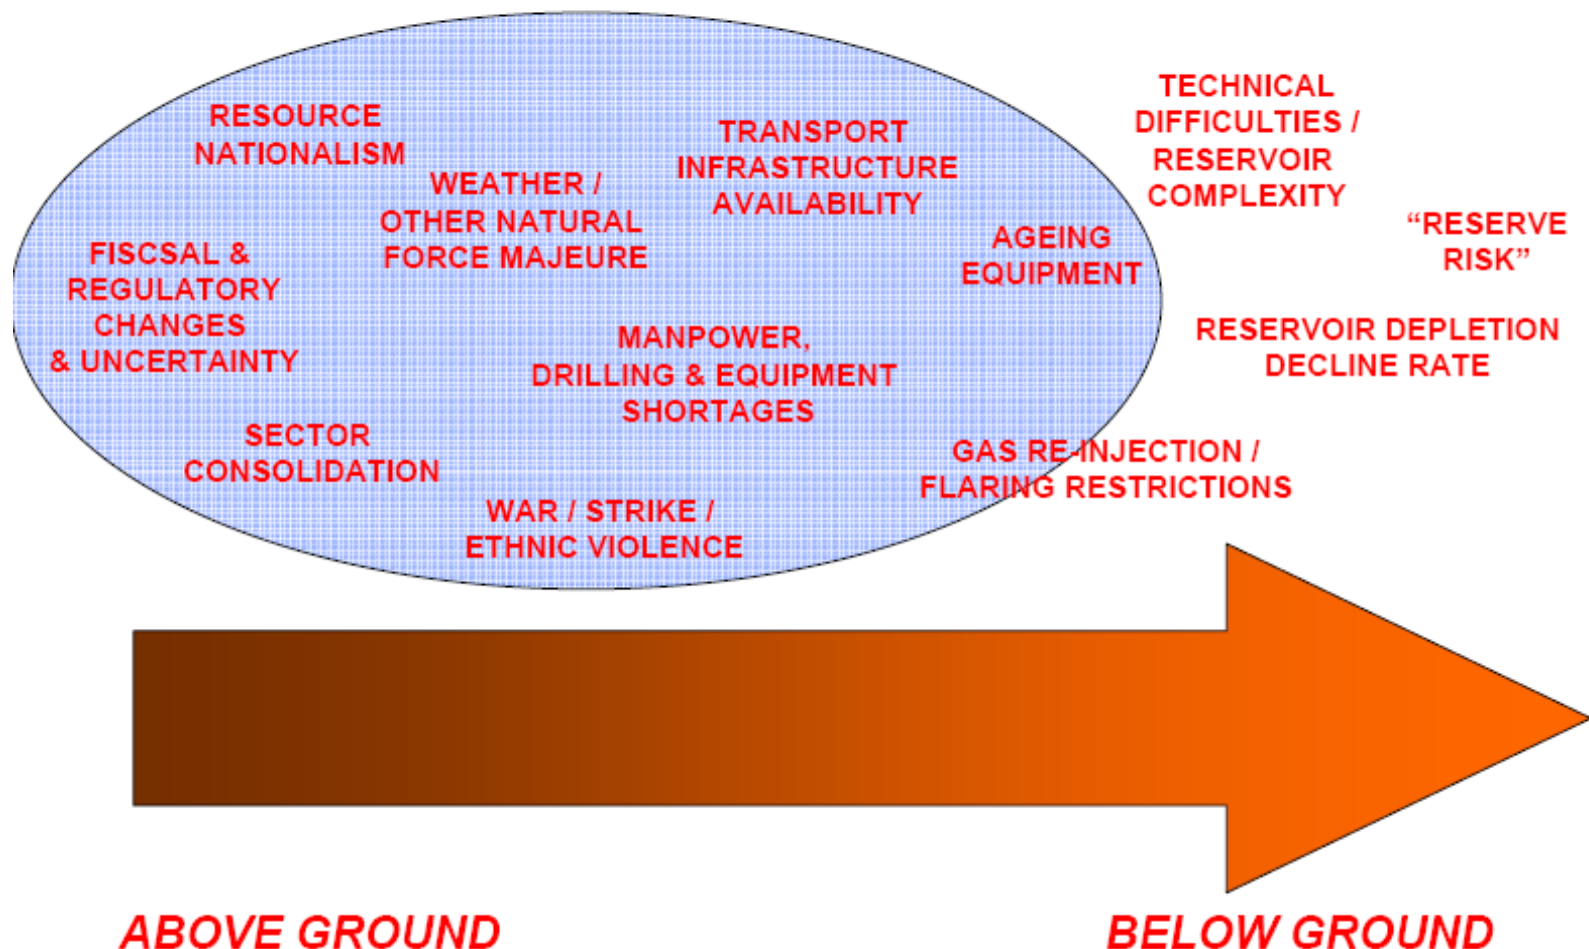 RESOURCE
NATIONALISM
WEATHER /
OTHER NATURAL
FORCE MAJEURE
TRANSPORT
INFRASTRUCTURE
AVAILABILITY
TECHNICAL
DIFFICULTIES /
RESERVOIR
COMPLEXITY
“RESERVE
RISK”
FISCSAL &
REGULATORY
CHANGES
& UNCERTAINTY
AGEING
EQUIPMENT
MANPOWER,
DRILLING & EQUIPMENT
SHORTAGES
RESERVOIR DEPLETION
DECLINE RATE
SECTOR
CONSOLIDATION
GAS RE-INJECTION /
FLARING RESTRICTIONS
WAR / STRIKE /
ETHNIC VIOLENCE
ABOVE GROUND
BELOW GROUND